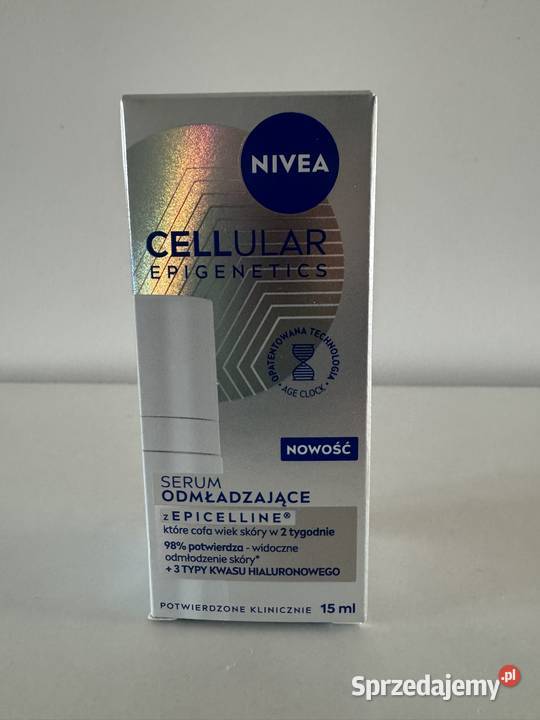 NIVEA
CELLULAR
EPIGENETICS
OPATENTOWANA TECHNOLOGIA
• AGE CLOCK •
NOWOŚĆ
SERUM
ODMŁADZAJĄCE
z EPICELLINE®
które cofa wiek skóry w 2 tygodnie
98% potwierdza - widoczne
odmłodzenie skóry*
+ 3 TYPY KWASU HIALURONOWEGO
POTWIERDZONE KLINICZNIE 15 ml
Sprzedajemy.pl